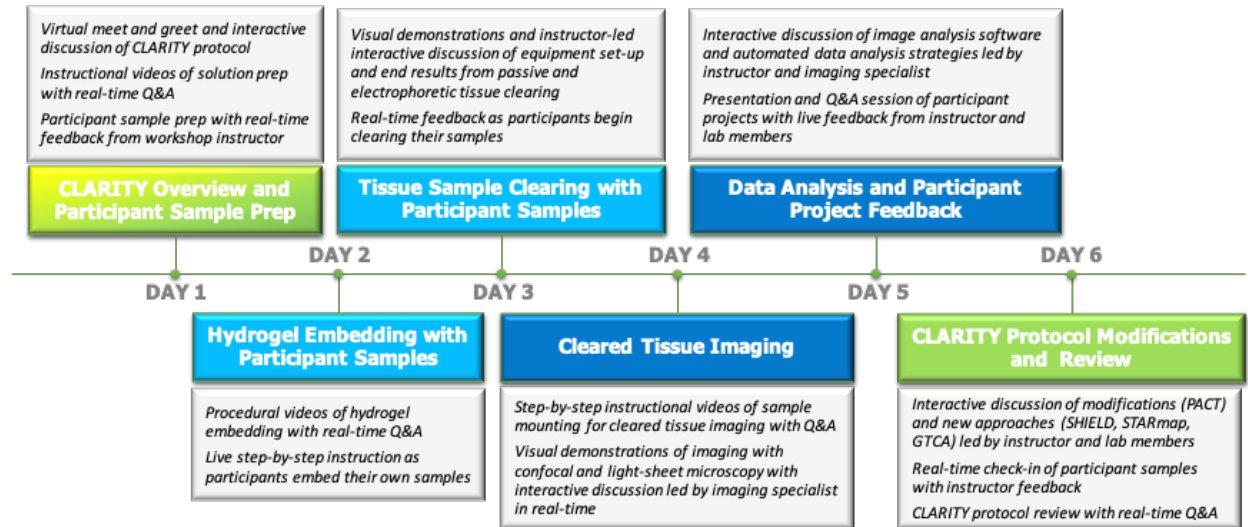 Virtual meet and greet and interactive
discussion of CLARITY protocol
Instructional videos of solution prep
with real-time Q&A
Participant sample prep with real-time
feedback from workshop instructor
CLARITY Overview and
Participant Sample Prep
Visual demonstrations and instructor-led
interactive discussion of equipment set-up
and end results from passive and
electrophoretic tissue clearing
Real-time feedback as participants begin
clearing their samples
Tissue Sample Clearing with
Participant Samples
Interactive discussion of image analysis software
and automated data analysis strategies led by
instructor and imaging specialist
Presentation and Q&A session of participant
projects with live feedback from instructor and
lab members
Data Analysis and Participant
Project Feedback
DAY 2
DAY 4
DAY 6
DAY 1
DAY 3
DAY 5
Hydrogel Embedding with
Participant Samples
Procedural videos of hydrogel
embedding with real-time Q&A
Live step-by-step instruction as
participants embed their own samples
Cleared Tissue Imaging
Step-by-step instructional videos of sample
mounting for cleared tissue imaging with Q&A
Visual demonstrations of imaging with
confocal and light-sheet microscopy with
interactive discussion led by imaging specialist
in real-time
CLARITY Protocol Modifications
and Review
Interactive discussion of modifications (PACT)
and new approaches (SHIELD, STARmap,
GTCA) led by instructor and lab members
Real-time check-in of participant samples
with instructor feedback
CLARITY protocol review with real-time Q&A